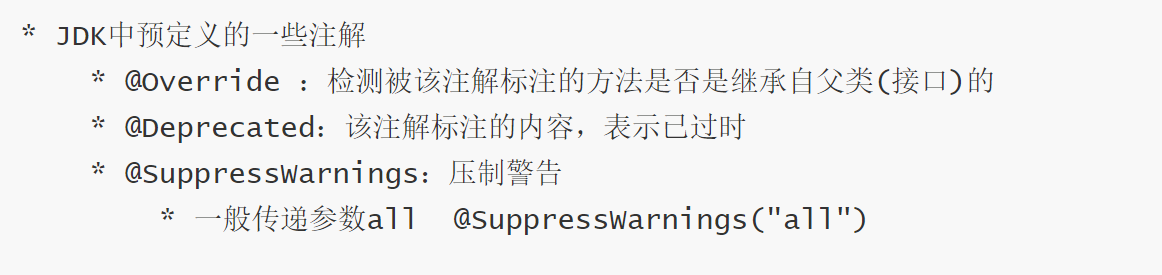 * JDK中预定义的一些注解
* @Override ：检测被该注解标注的方法是否是继承自父类(接口)的
* @Deprecated：该注解标注的内容，表示已过时
* @SuppressWarnings：压制警告
* 一般传递参数all  @SuppressWarnings("all")